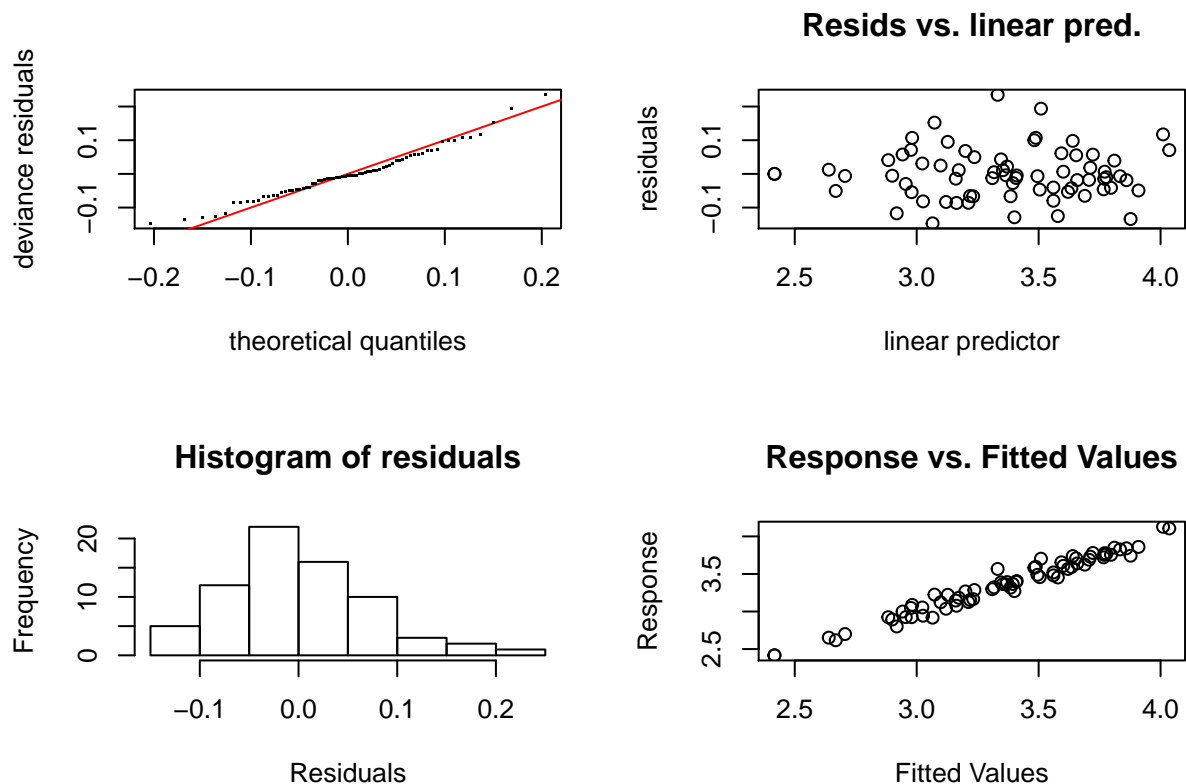 deviance residuals
0.1
−0.1
−0.2 −0.1 0.0 0.1 0.2
theoretical quantiles
Resids vs. linear pred.
residuals
0.1
−0.1
2.5 3.0 3.5 4.0
linear predictor
Histogram of residuals
Frequency
20
10
0
−0.1 0.0 0.1 0.2
Residuals
Response vs. Fitted Values
Response
3.5
2.5
2.5 3.0 3.5 4.0
Fitted Values